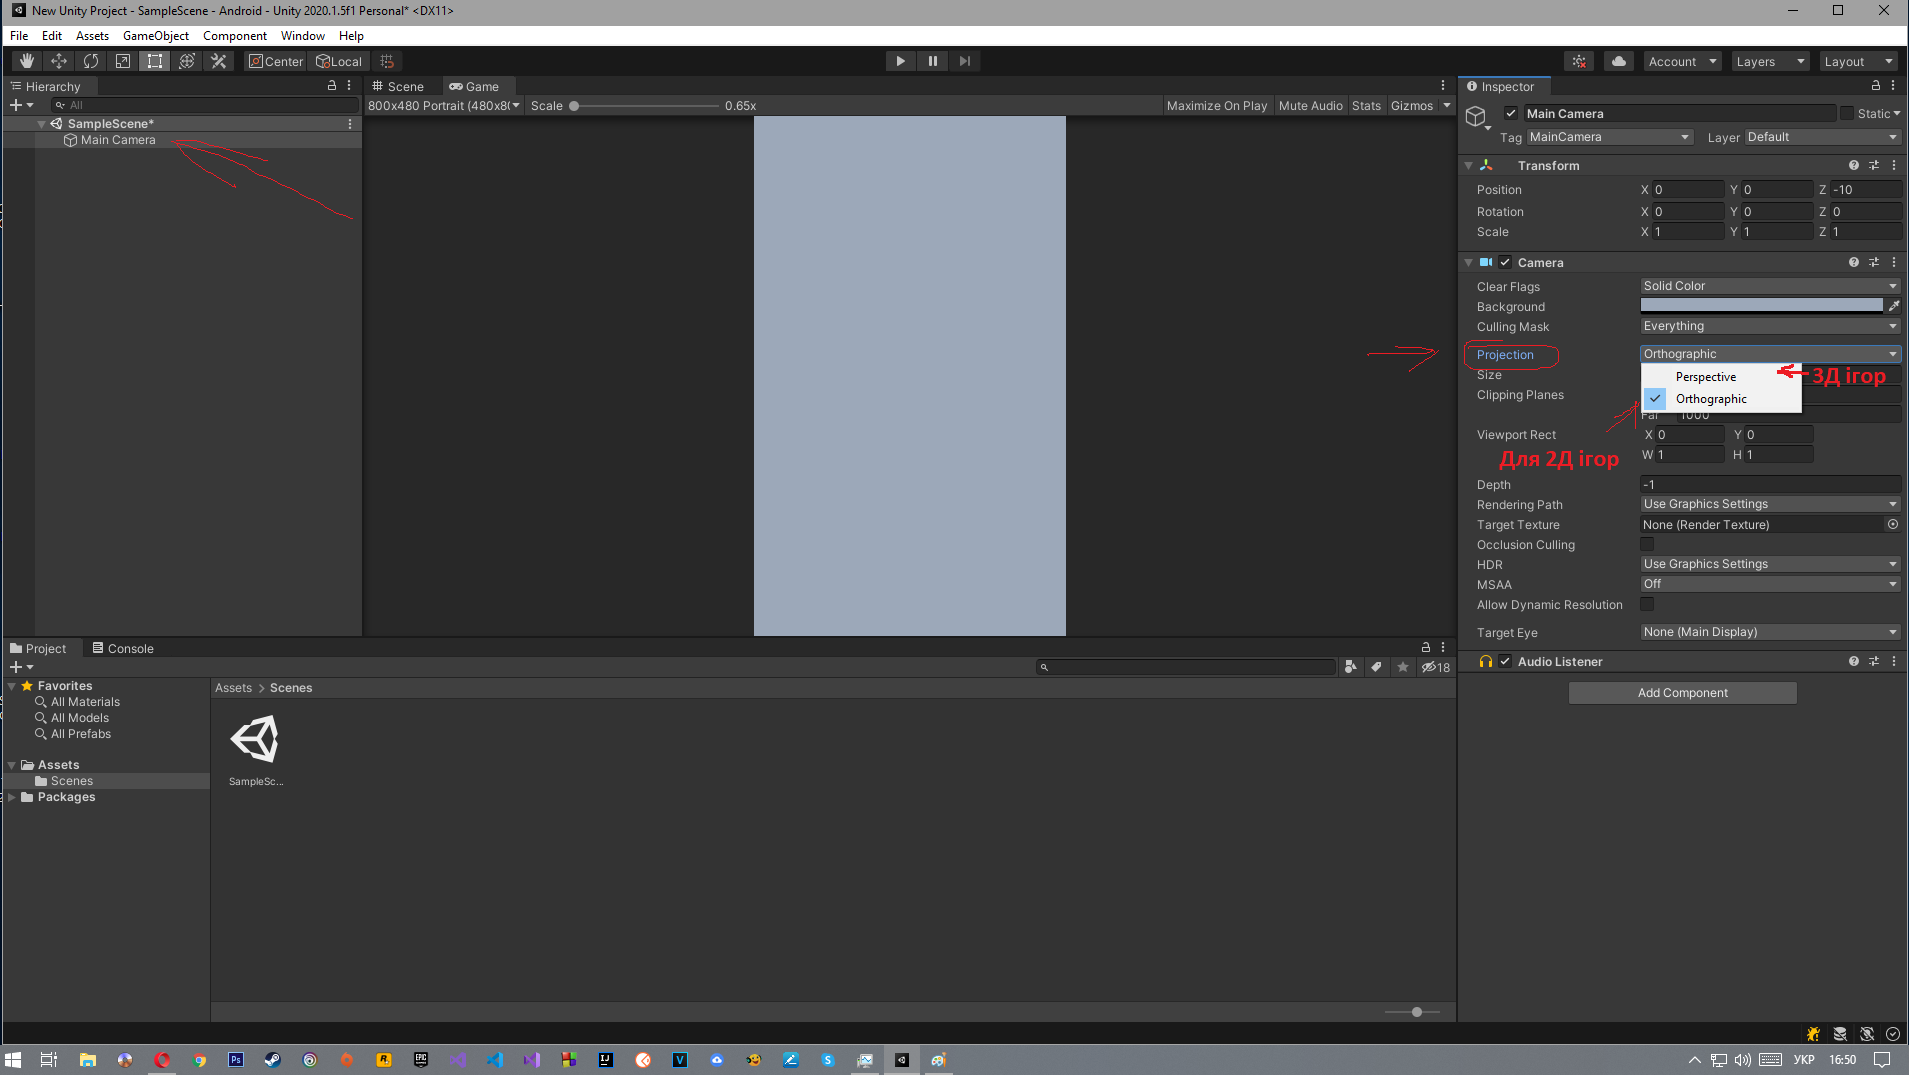 New Unity Project - SampleScene - Android - Unity 2020.1.5f1 Personal* <DX11>
File Edit Assets GameObject Component Window Help
Center Local Account Layers Layout
Hierarchy
All
SampleScene*
Main Camera
Scene Game
800x480 Portrait (480x80 Scale 0.65x Maximize On Play Mute Audio Stats Gizmos
Inspector
Main Camera Static
Tag MainCamera Layer Default
Transform
Position X 0 Y 0 Z -10
Rotation X 0 Y 0 Z 0
Scale X 1 Y 1 Z 1
Camera
Clear Flags Solid Color
Background
Culling Mask Everything
Projection Orthographic
Perspective 3Д ігор
Size
Orthographic
Clipping Planes
Far 1000
Viewport Rect X 0 Y 0
W 1 H 1
Для 2Д ігор
Depth -1
Rendering Path Use Graphics Settings
Target Texture None (Render Texture)
Occlusion Culling
HDR Use Graphics Settings
MSAA Off
Allow Dynamic Resolution
Target Eye None (Main Display)
Audio Listener
Add Component
Project Console
18
Favorites
All Materials
All Models
All Prefabs
Assets
Scenes
Packages
Assets > Scenes
SampleSc...
Ps
EPIC
IJ
V
S
УКР 16:50